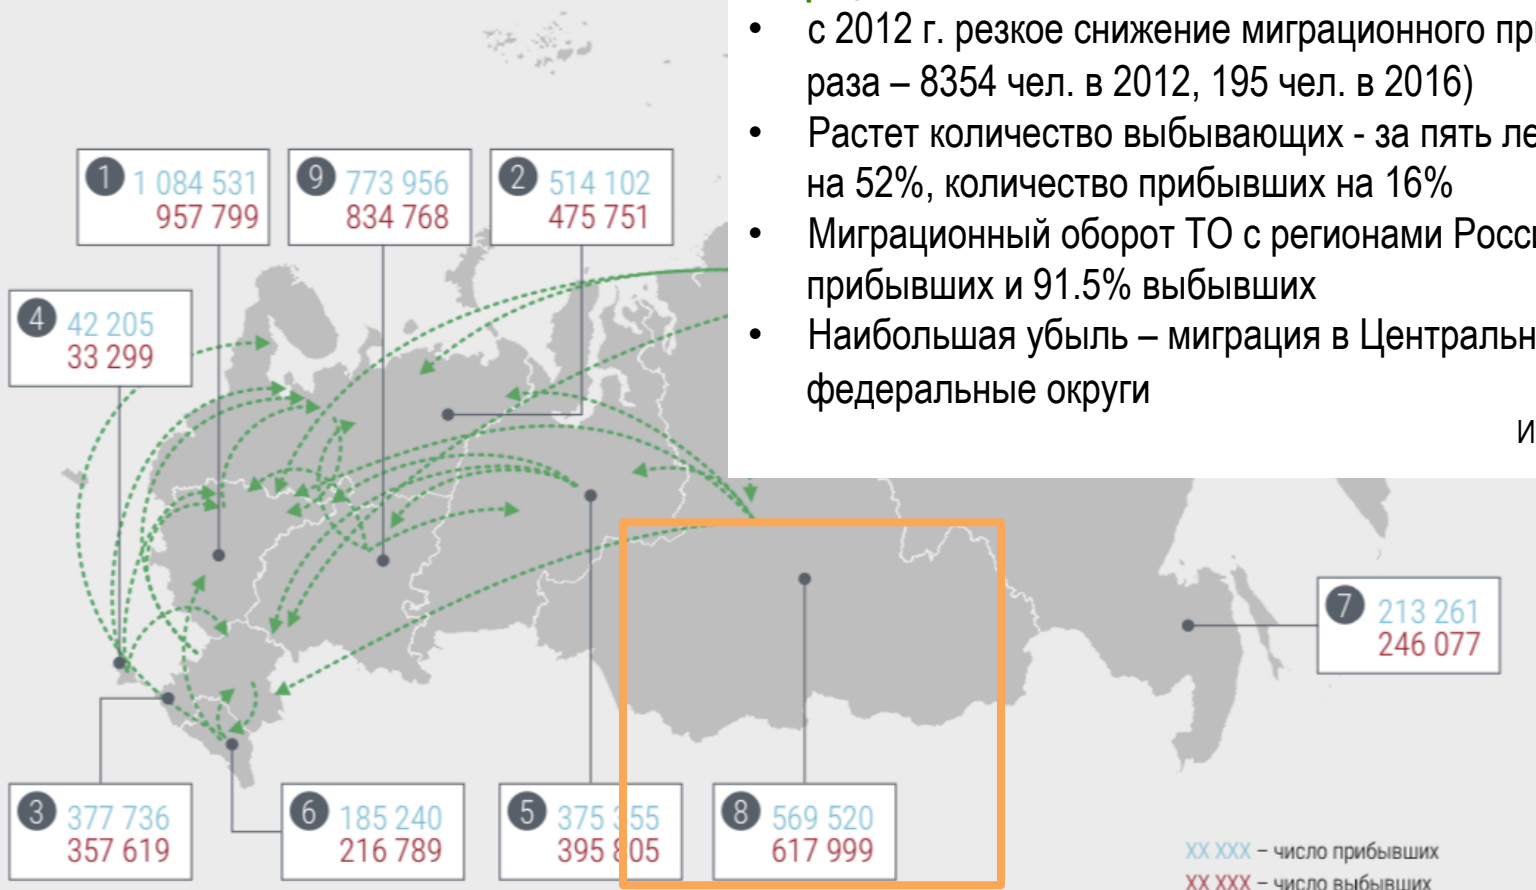 • с 2012 г. резкое снижение миграционного
раза – 8354 чел. в 2012, 195 чел. в 2016)
• Растет количество выбывающих - за пять
на 52%, количество прибывших на 16%
• Миграционный оборот ТО с регионами
прибывших и 91.5% выбывших
• Наибольшая убыль – миграция в
федеральные округи
1 1 084 531
957 799
9 773 956
834 768
2 514 102
475 751
4 42 205
33 299
7 213 261
246 077
3 377 736
357 619
6 185 240
216 789
5 375 355
395 805
8 569 520
617 999
XX XXX – число прибывших
XX XXX – число выбывших